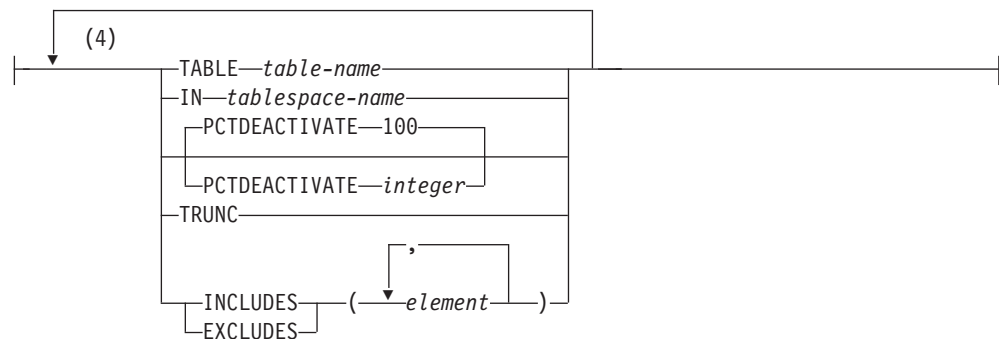 (4)
TABLE table-name
IN tablespace-name
PCTDEACTIVATE 100
PCTDEACTIVATE integer
TRUNC
,
INCLUDES ( element )
EXCLUDES